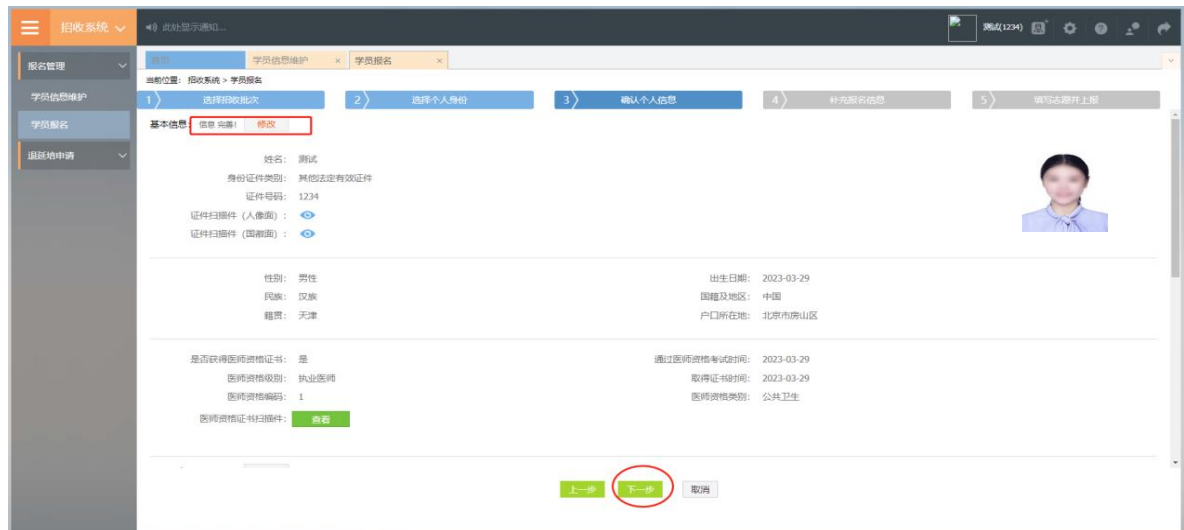 招收系统
此处显示通知...
测试(1234)
报名管理
学员信息维护
学员报名
退延培申请
首页 学员信息维护 × 学员报名 ×
当前位置: 招收系统 > 学员报名
1 选择招收批次 2 选择个人身份 3 确认个人信息 4 补充报名信息 5 填写志愿并上报
基本信息: 信息 完善! 修改
姓名: 测试
身份证件类别: 其他法定有效证件
证件号码: 1234
证件扫描件 (人像面) :
证件扫描件 (国徽面) :
性别: 男性 出生日期: 2023-03-29
民族: 汉族 国籍及地区: 中国
籍贯: 天津 户口所在地: 北京市房山区
是否获得医师资格证书: 是 通过医师资格考试时间: 2023-03-29
医师资格级别: 执业医师 取得证书时间: 2023-03-29
医师资格编码: 1 医师资格类别: 公共卫生
医师资格证书扫描件: 查看
上一步 下一步 取消